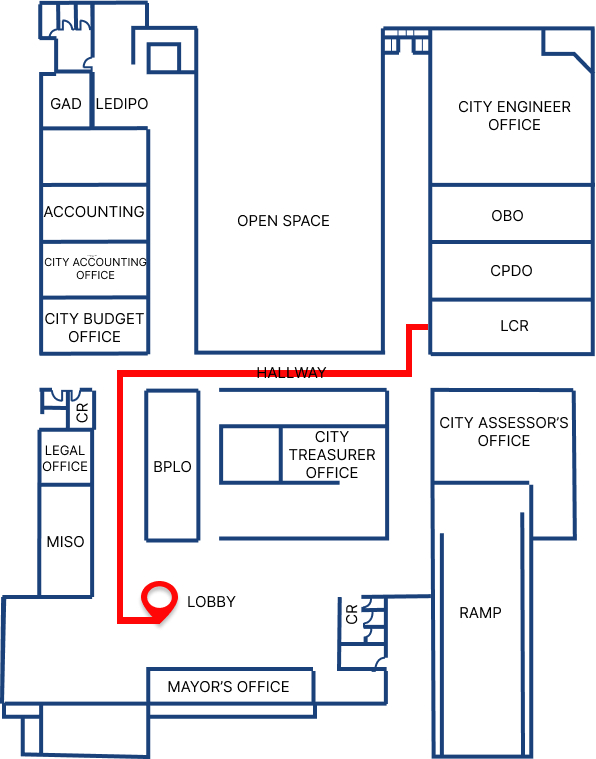 GAD
LEDIPO
CITY ENGINEER
OFFICE
ACCOUNTING
OPEN SPACE
OBO
CITY ACCOUNTING
OFFICE
CPDO
CITY BUDGET
OFFICE
LCR
HALLWAY
CR
LEGAL
OFFICE
BPLO
CITY
TREASURER
OFFICE
CITY ASSESSOR'S
OFFICE
MISO
LOBBY
CR
RAMP
MAYOR'S OFFICE